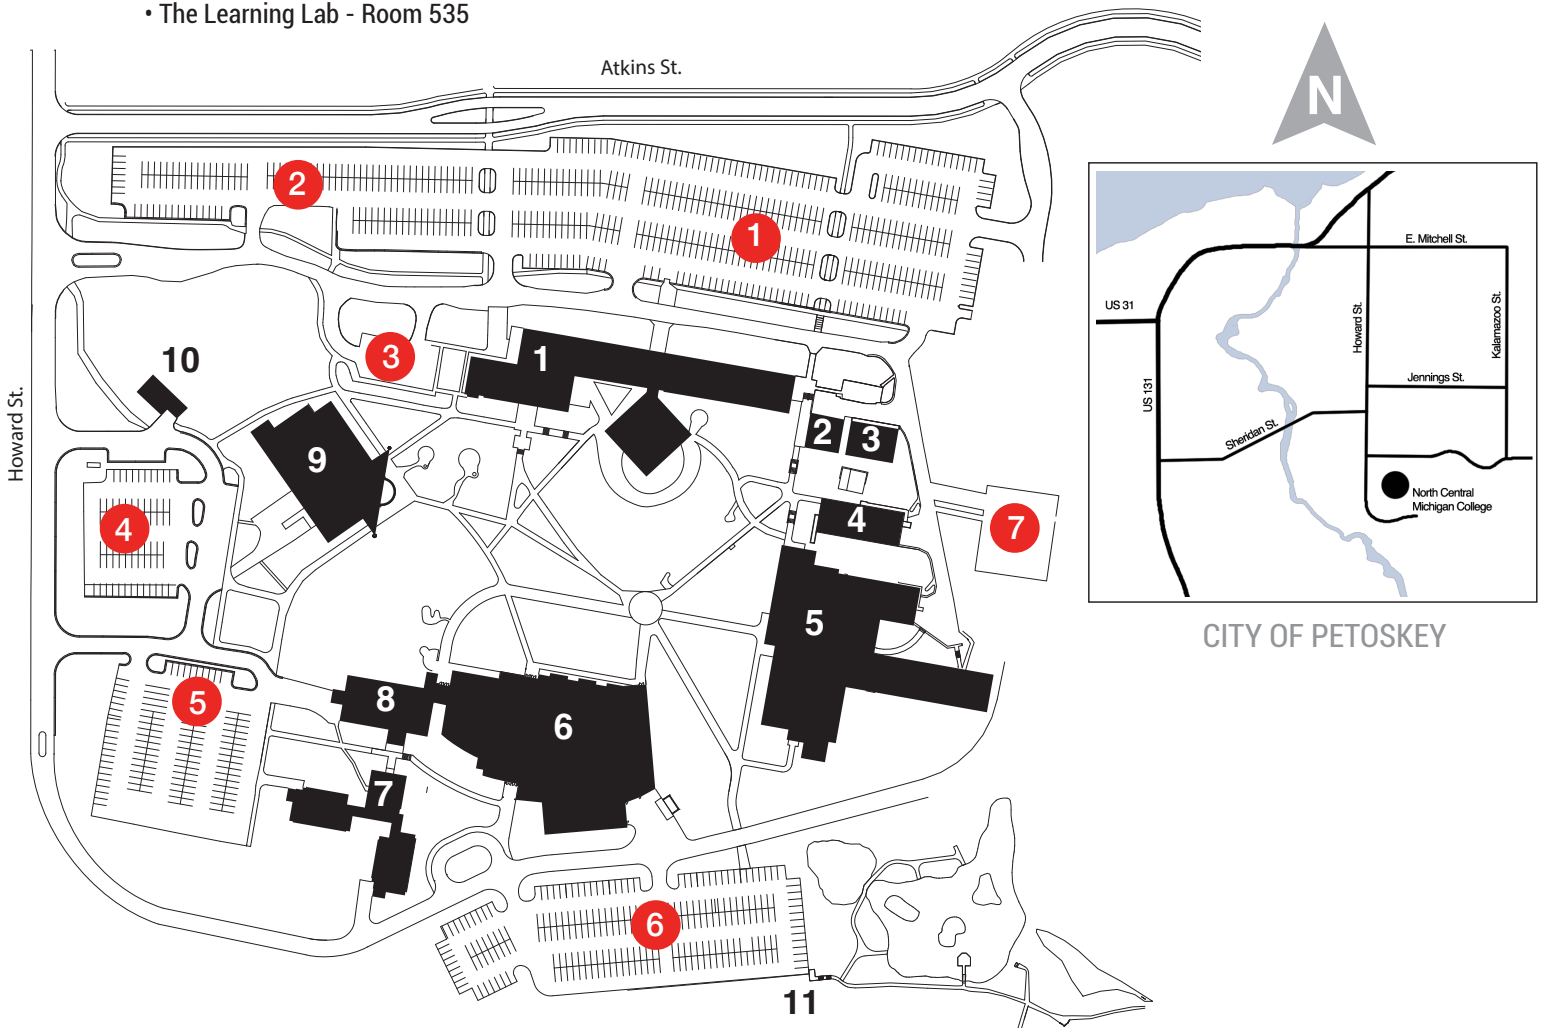 • The Learning Lab - Room 535
Atkins St.
N
2
1
3
10
1
Howard St.
9
2
3
4
4
7
5
5
8
6
7
6
11
E. Mitchell St.
US 31
Howard St.
Kalamazoo St.
US 131
Jennings St.
Sheridan St.
North Central
Michigan College
CITY OF PETOSKEY